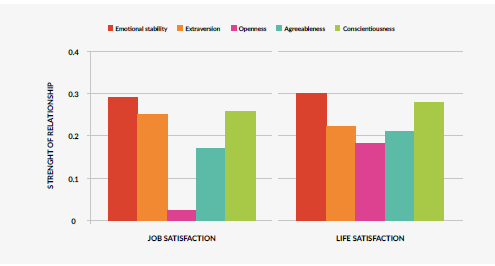 Emotional stability Extraversion Openness Agreeableness Conscientiousness
STRENGHT OF RELATIONSHIP
0.4
0.3
0.2
0.1
0
JOB SATISFACTION LIFE SATISFACTION